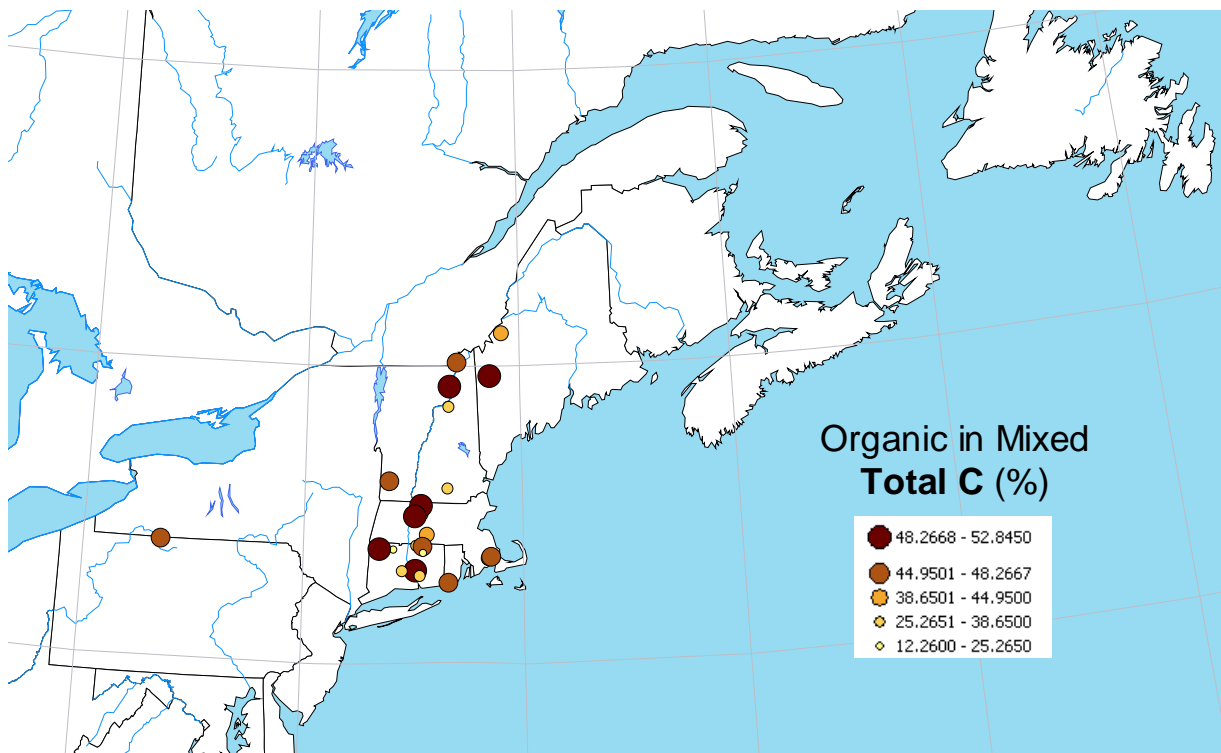 Organic in Mixed
Total C (%)
48.2668 - 52.8450
44.9501 - 48.2667
38.6501 - 44.9500
25.2651 - 38.6500
12.2600 - 25.2650